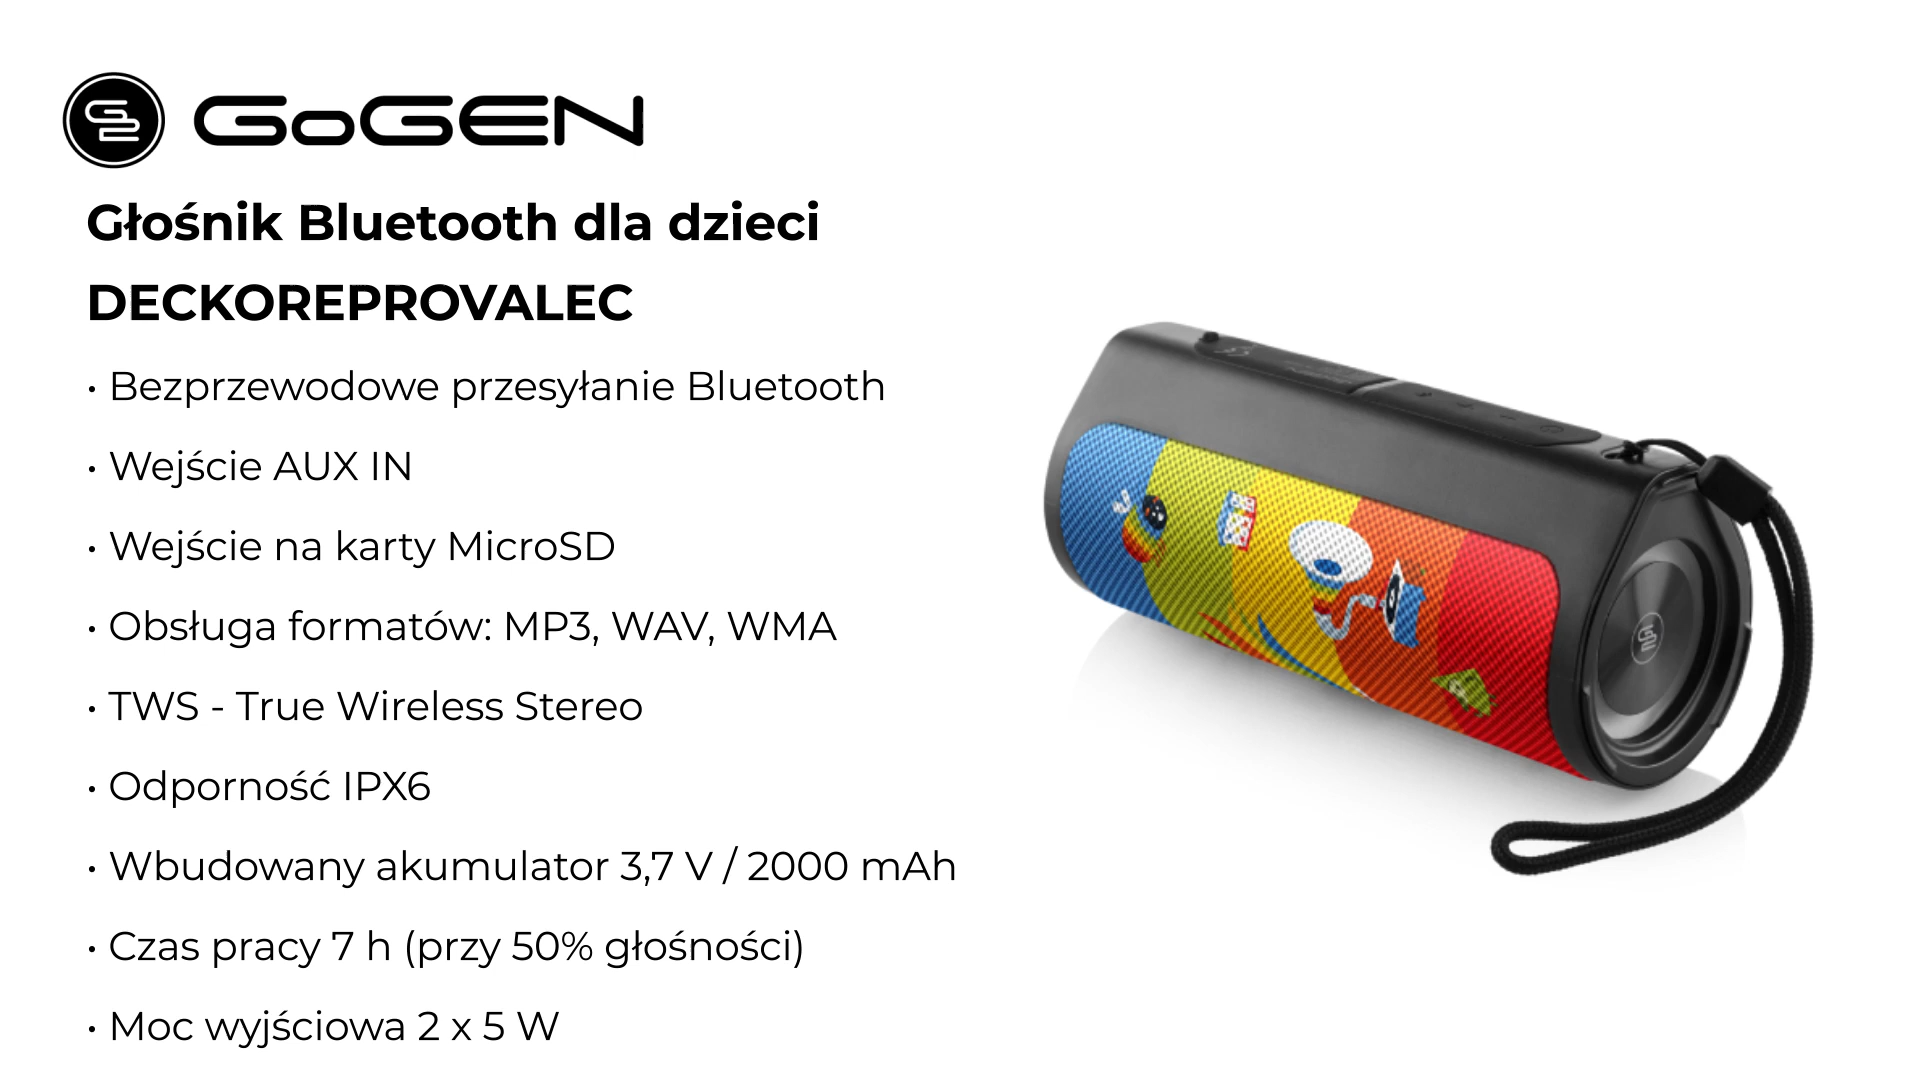 GoGEN
Głośnik Bluetooth dla dzieci
DECKOREPROVALEC
• Bezprzewodowe przesyłanie Bluetooth
• Wejście AUX IN
• Wejście na karty MicroSD
• Obsługa formatów: MP3, WAV, WMA
• TWS - True Wireless Stereo
• Odporność IPX6
• Wbudowany akumulator 3,7 V / 2000 mAh
• Czas pracy 7 h (przy 50% głośności)
• Moc wyjściowa 2 x 5 W